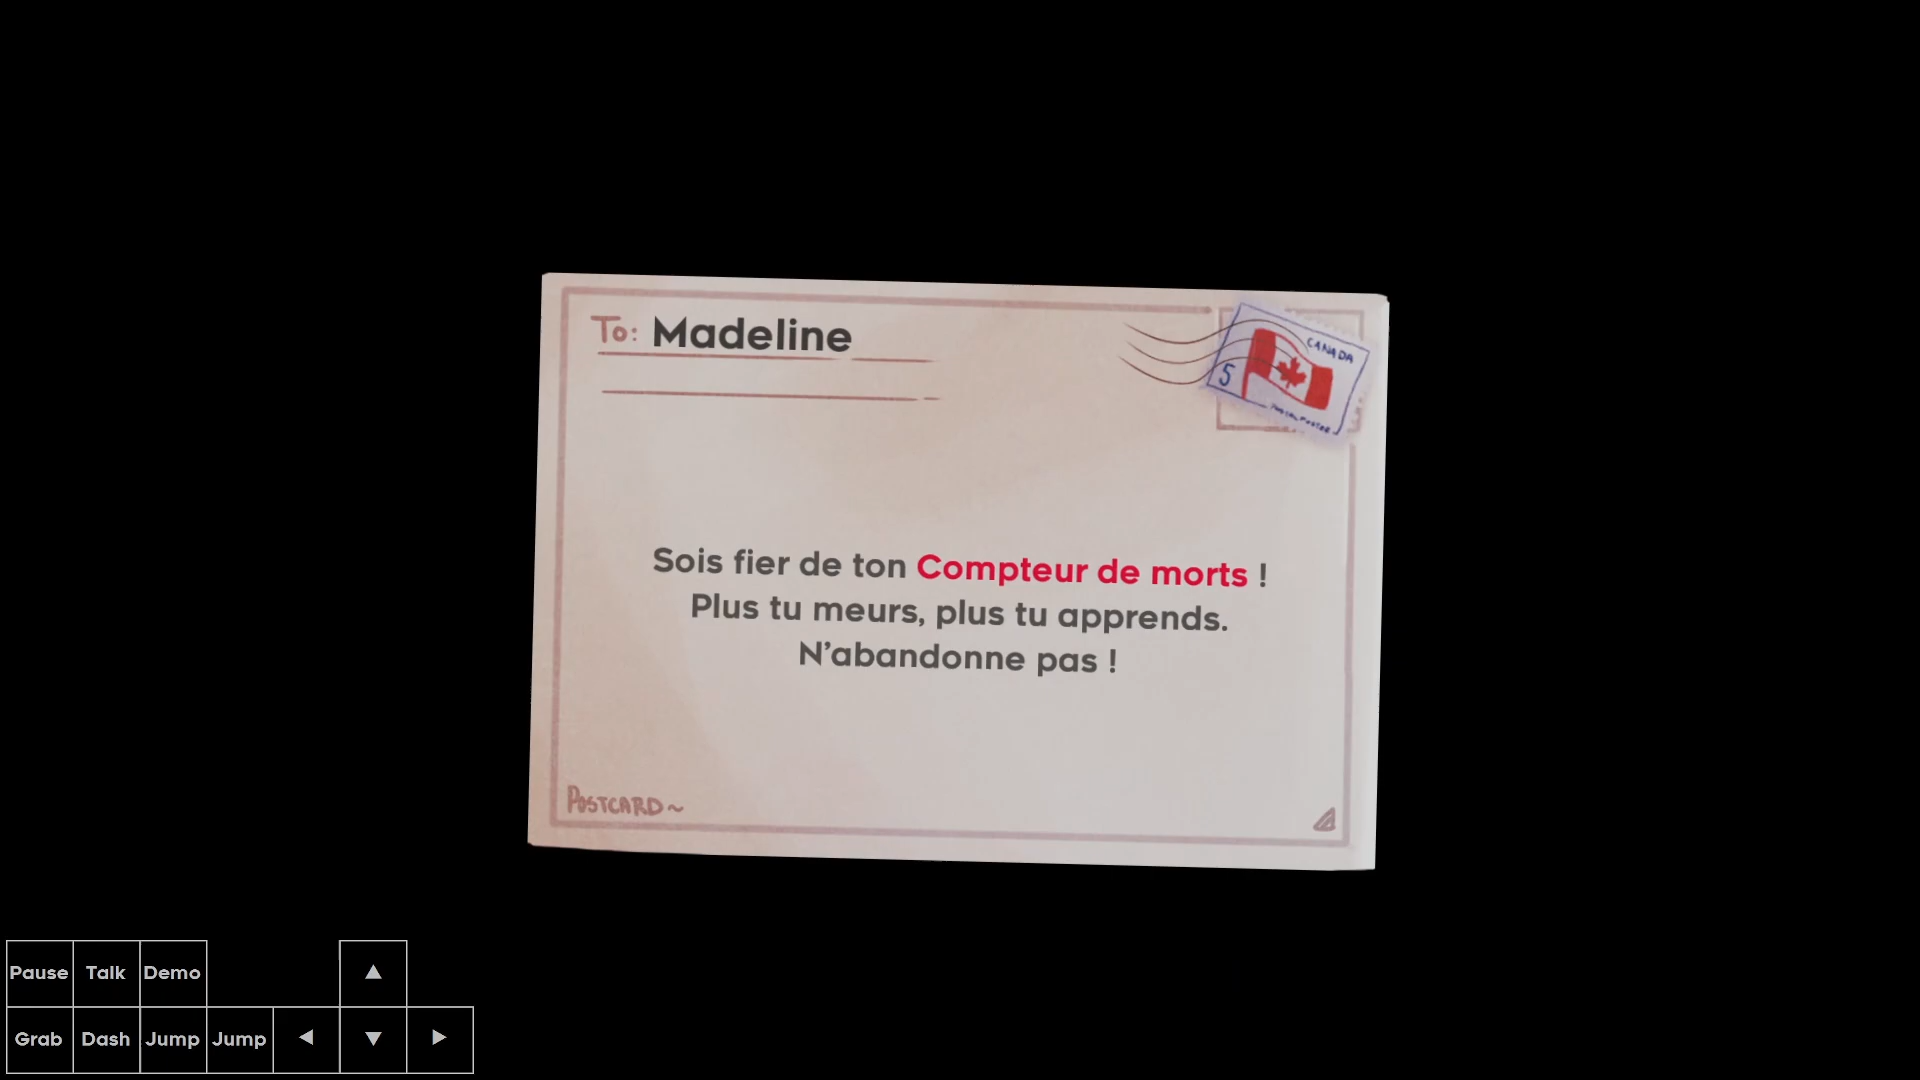 To: Madeline
CANADA
5
Sois fier de ton Compteur de morts !
Plus tu meurs, plus tu apprends.
N’abandonne pas !
POSTCARD~
Pause Talk Demo ▲
Grab Dash Jump Jump ◀ ▼ ▶